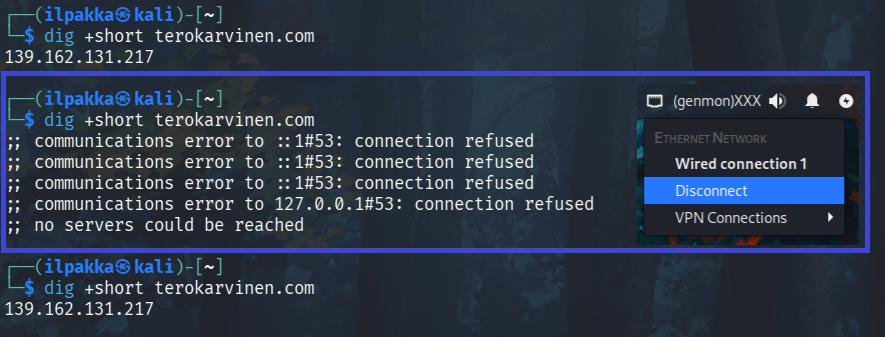 ┌──(ilpakka㉿kali)-[~]
└─$ dig +short terokarvinen.com
139.162.131.217
┌──(ilpakka㉿kali)-[~]
└─$ dig +short terokarvinen.com
;; communications error to ::1#53: connection refused
;; communications error to ::1#53: connection refused
;; communications error to ::1#53: connection refused
;; communications error to 127.0.0.1#53: connection refused
;; no servers could be reached
(genmon)XXX
Ethernet Network
Wired connection 1
Disconnect
VPN Connections
┌──(ilpakka㉿kali)-[~]
└─$ dig +short terokarvinen.com
139.162.131.217